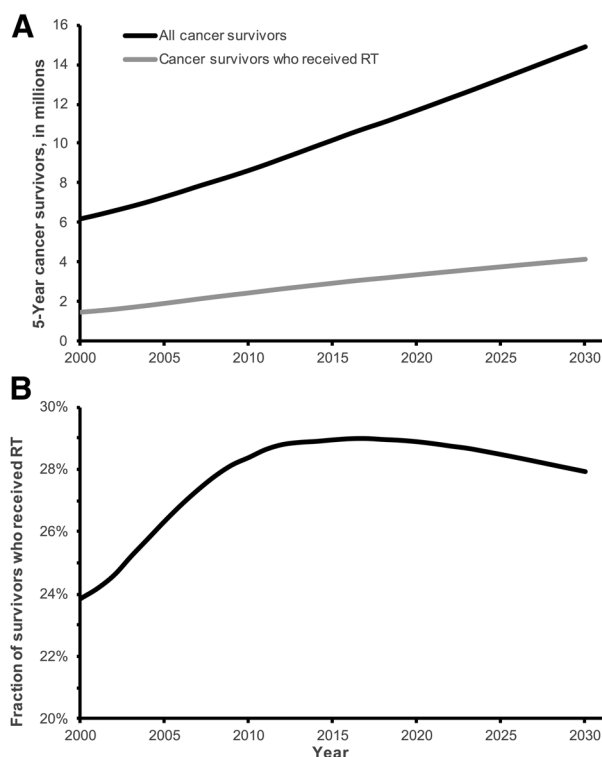 A
All cancer survivors
Cancer survivors who received RT
5-Year cancer survivors, in millions
16
14
12
10
8
6
4
2
0
2000 2005 2010 2015 2020 2025 2030
B
Fraction of survivors who received RT
30%
28%
26%
24%
22%
20%
2000 2005 2010 2015 2020 2025 2030
Year